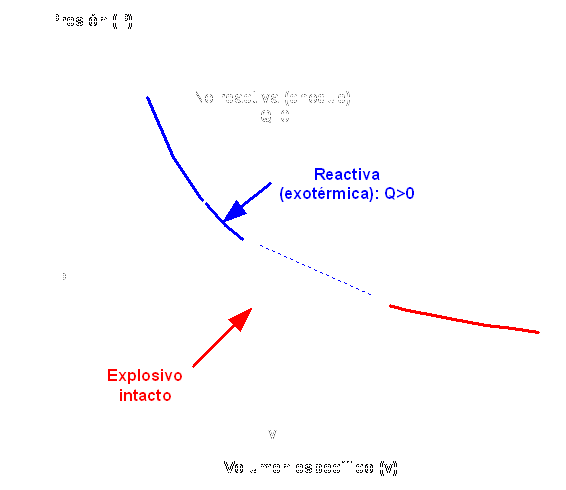 Presión (P)
No reactiva (choque)
Q=0
Reactiva
(exotérmica): Q>0
Explosivo
intacto
Volumen específico (v)